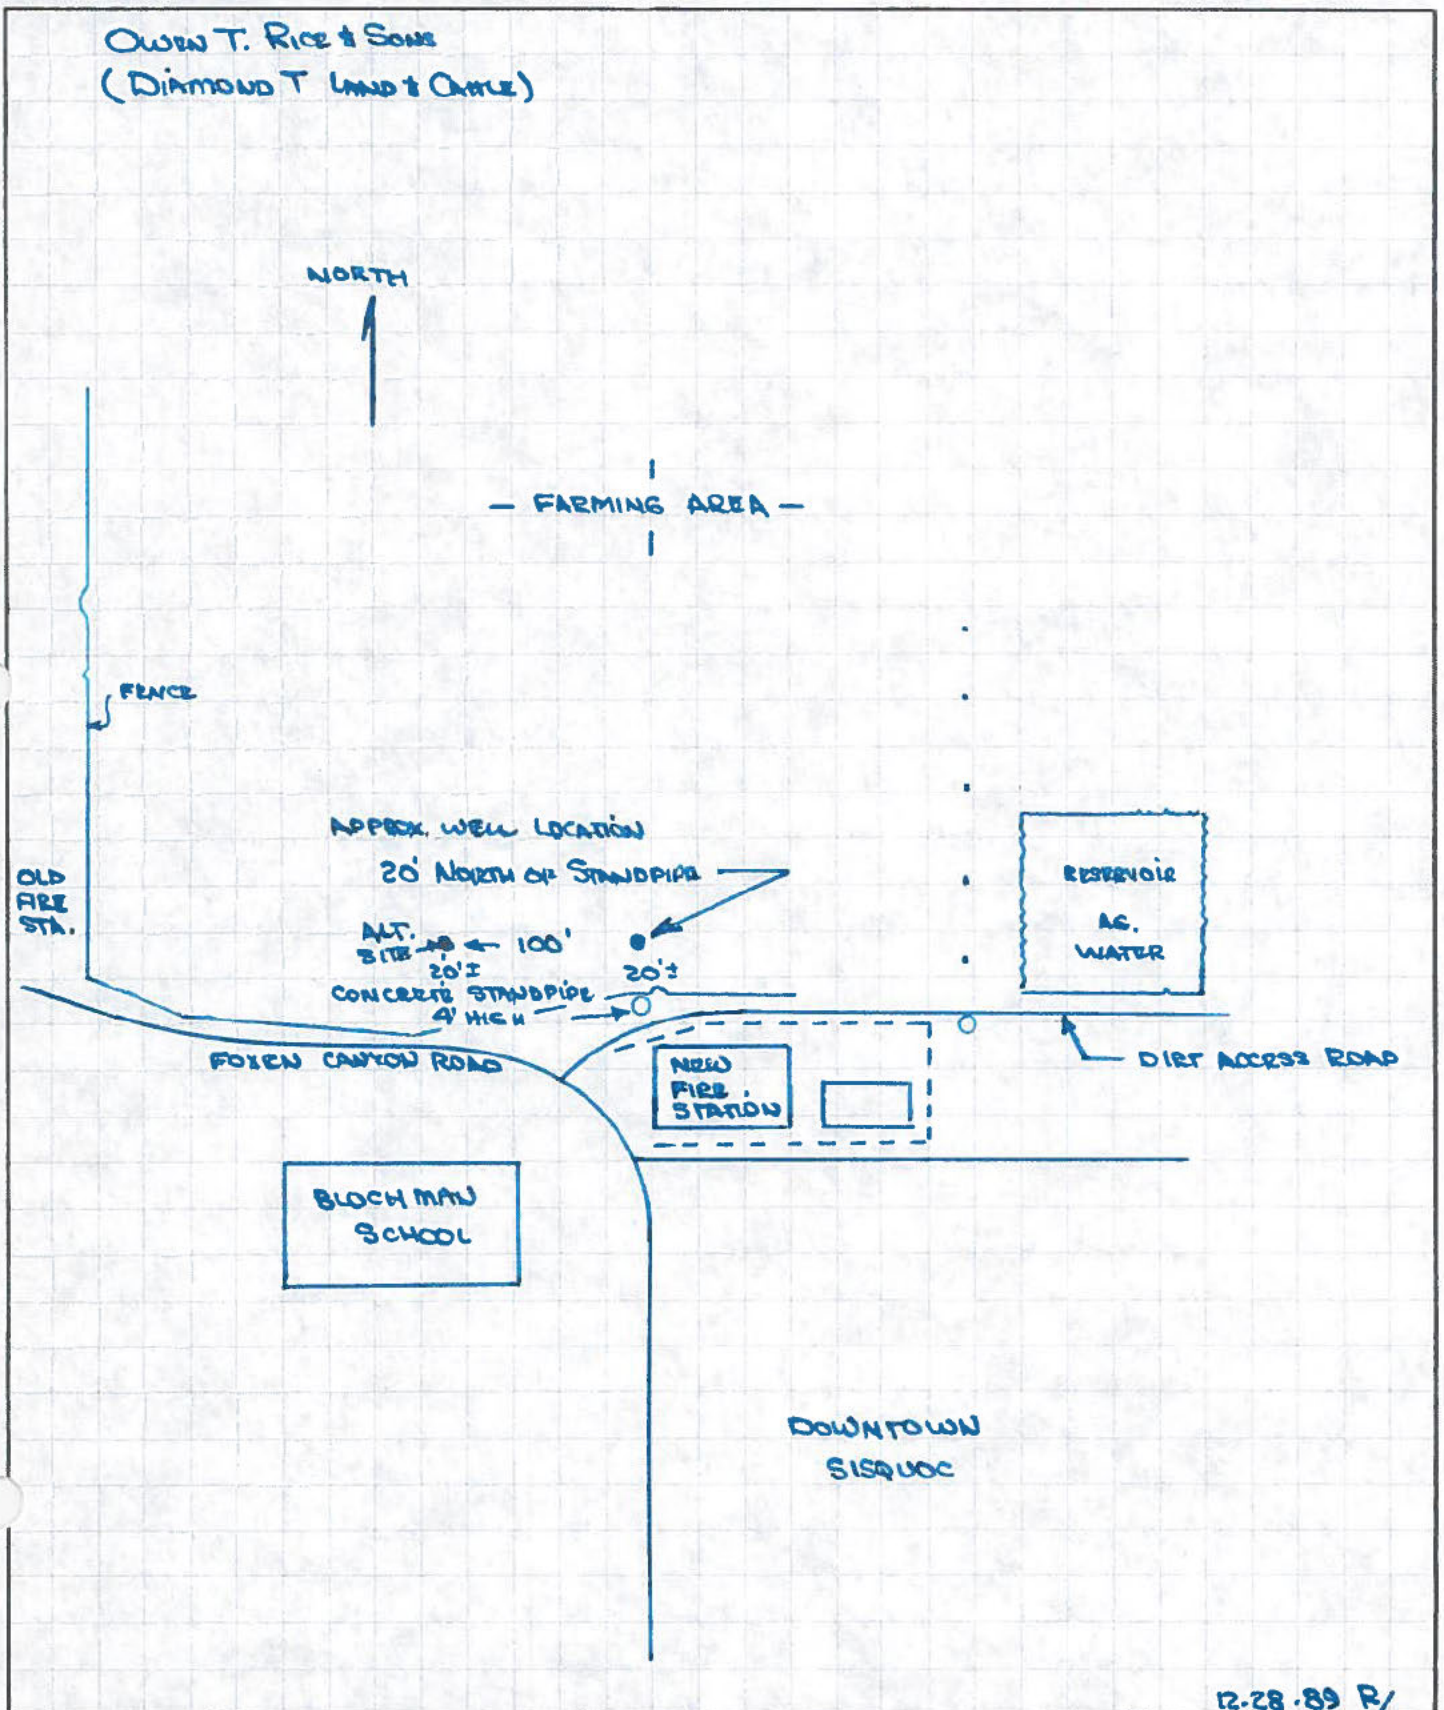 OWEN T. RICE & SONS
(DIAMOND T LAND & CATTLE)
NORTH
— FARMING AREA —
FENCE
APPROX. WELL LOCATION
20' NORTH OF STANDPIPE
OLD
FIRE
STA.
ALT.
SITE
100'
20'±
20'±
CONCRETE STANDPIPE
4' HIGH
RESERVOIR
AG.
WATER
FOXEN CANYON ROAD
NEW
FIRE
STATION
DIRT ACCESS ROAD
BLOCHMAN
SCHOOL
DOWNTOWN
SISQUOC
12.28.89 R/